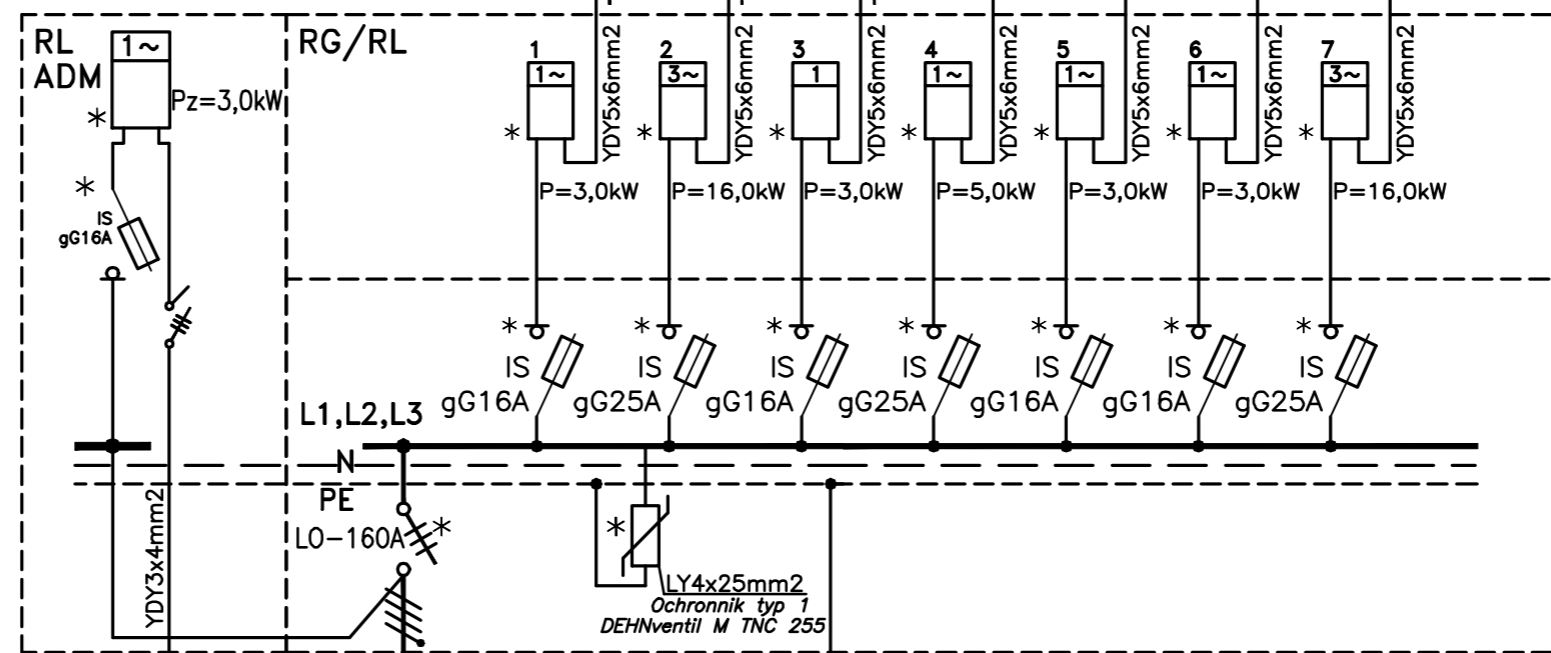 RL
ADM
1~
Pz=3,0kW
*
*
IS
gG16A
YDY3x4mm2
RG/RL
1
1~
*
YDY5x6mm2
P=3,0kW
2
3~
*
YDY5x6mm2
P=16,0kW
3
1
*
YDY5x6mm2
P=3,0kW
4
1~
*
YDY5x6mm2
P=5,0kW
5
1~
*
YDY5x6mm2
P=3,0kW
6
1~
*
YDY5x6mm2
P=3,0kW
7
3~
*
YDY5x6mm2
P=16,0kW
*
IS
gG16A
*
IS
gG25A
*
IS
gG16A
*
IS
gG25A
*
IS
gG16A
*
IS
gG16A
*
IS
gG25A
L1,L2,L3
N
PE
LO-160A
*
*
LY4x25mm2
Ochronnik typ 1
DEHNventil M TNC 255